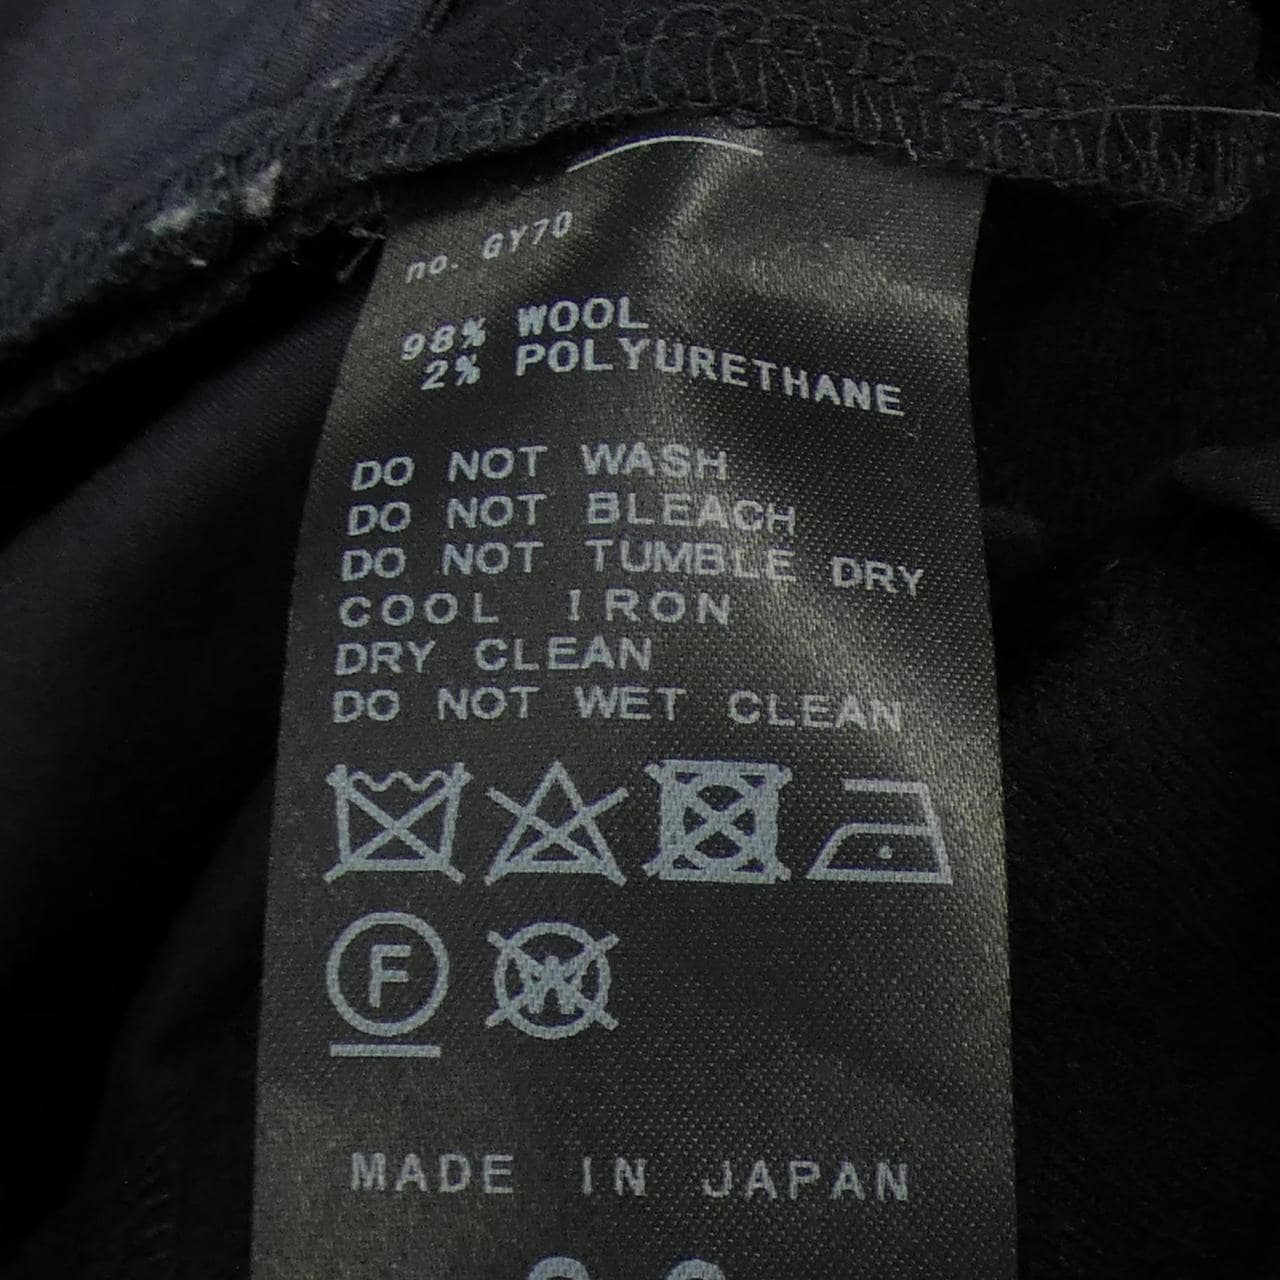 no. GY70
98% WOOL
2% POLYURETHANE
DO NOT WASH
DO NOT BLEACH
DO NOT TUMBLE DRY
COOL IRON
DRY CLEAN
DO NOT WET CLEAN
F W
MADE IN JAPAN